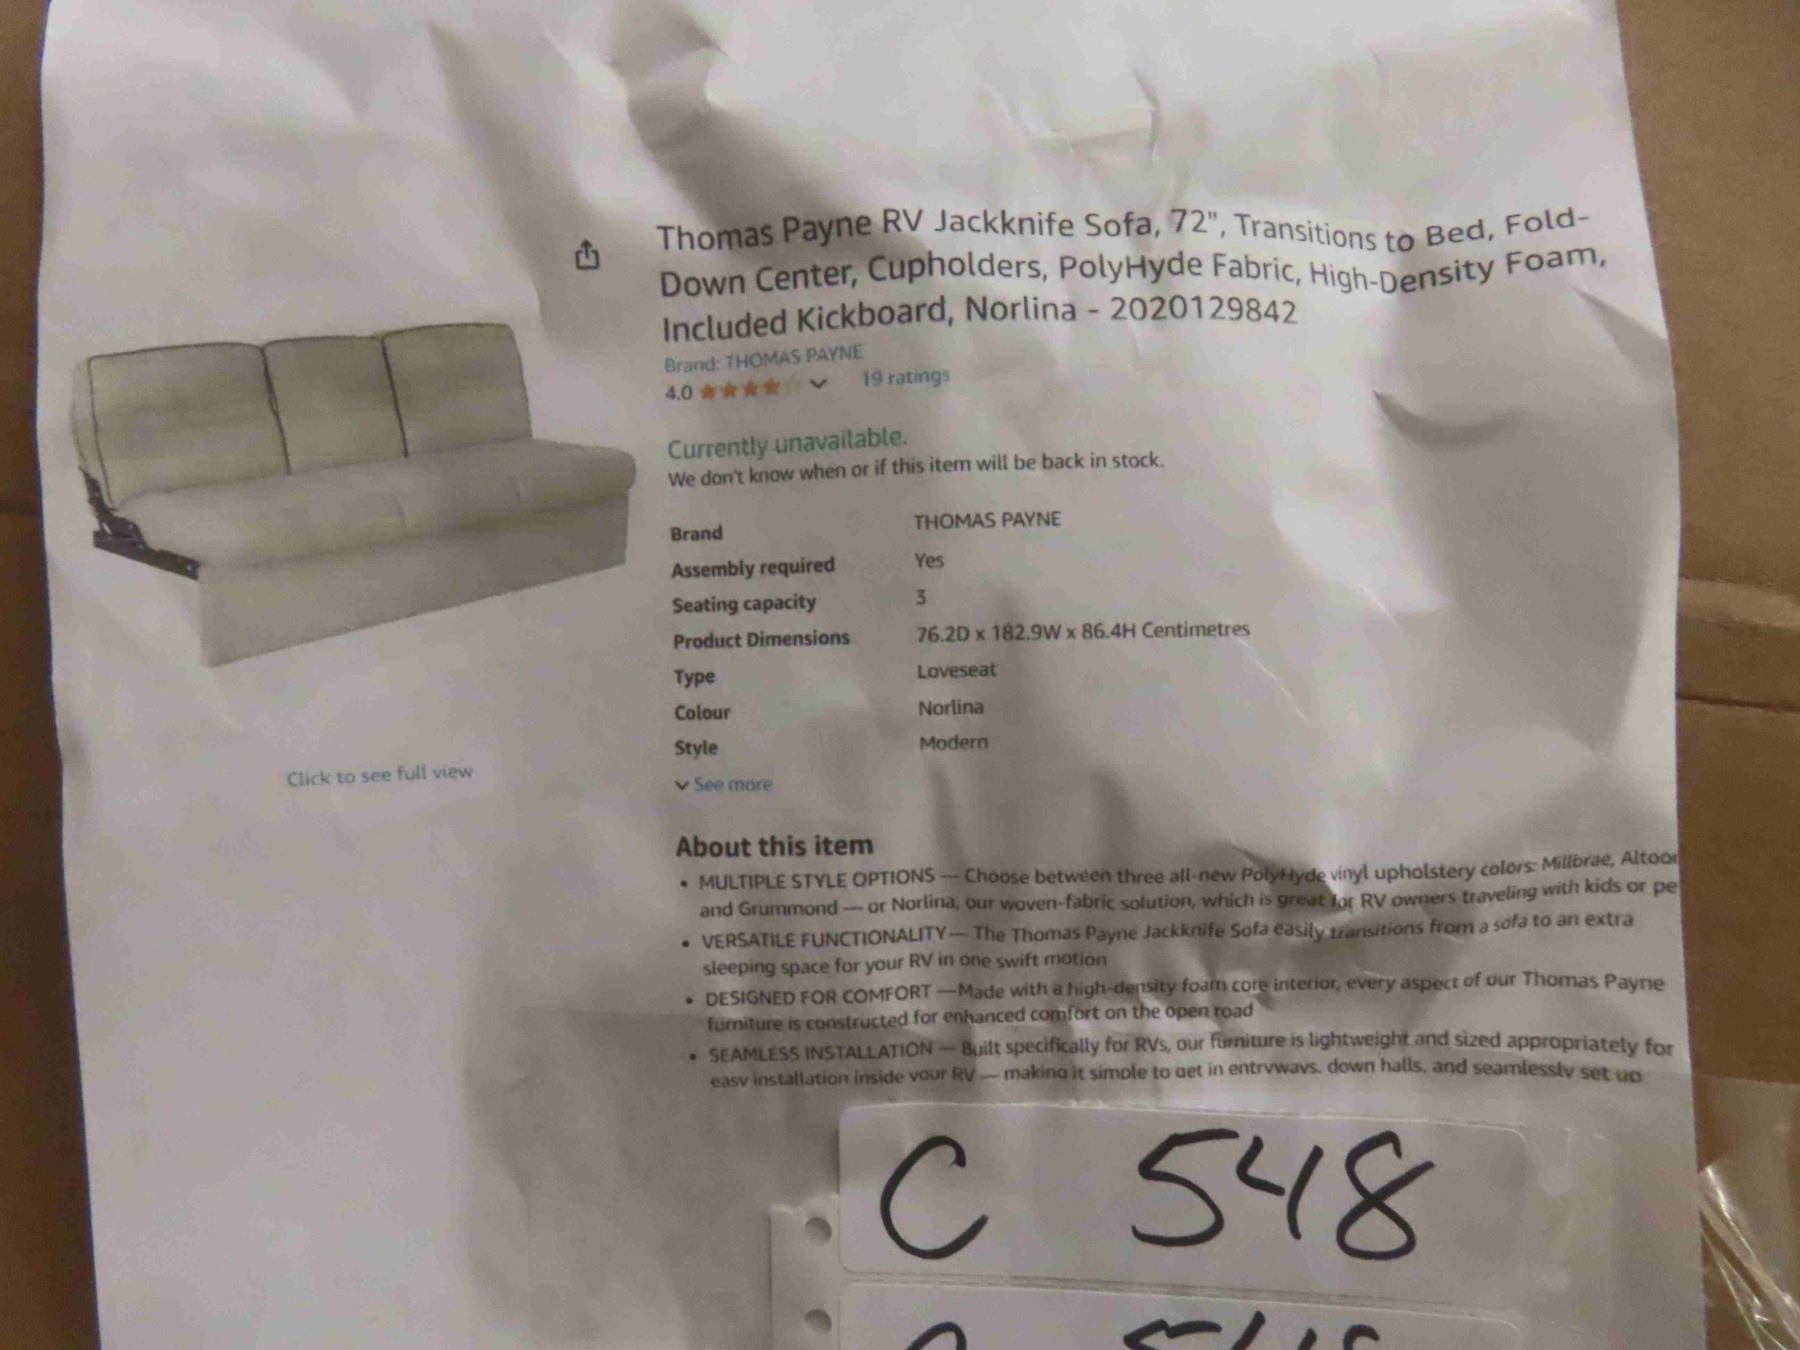 Thomas Payne RV Jackknife Sofa, 72", Transitions to Bed, Fold-
Down Center, Cupholders, PolyHyde Fabric, High-Density Foam,
Included Kickboard, Norlina - 2020129842
Brand: THOMAS PAYNE
4.0 19 ratings
Currently unavailable.
We don't know when or if this item will be back in stock.
Brand THOMAS PAYNE
Assembly required Yes
Seating capacity 3
Product Dimensions 76.2D x 182.9W x 86.4H Centimetres
Type Loveseat
Colour Norlina
Style Modern
See more
Click to see full view
About this item
• MULTIPLE STYLE OPTIONS — Choose between three all-new PolyHyde vinyl upholstery colors: Millbrae, Altoon
and Grummond — or Norlina, our woven-fabric solution, which is great for RV owners traveling with kids or pe
• VERSATILE FUNCTIONALITY— The Thomas Payne Jackknife Sofa easily transitions from a sofa to an extra
sleeping space for your RV in one swift motion
• DESIGNED FOR COMFORT —Made with a high-density foam core interior, every aspect of our Thomas Payne
furniture is constructed for enhanced comfort on the open road
• SEAMLESS INSTALLATION — Built specifically for RVs, our furniture is lightweight and sized appropriately for
easy installation inside your RV — making it simple to get in entryways, down halls, and seamlessly set up
C 548
C 548